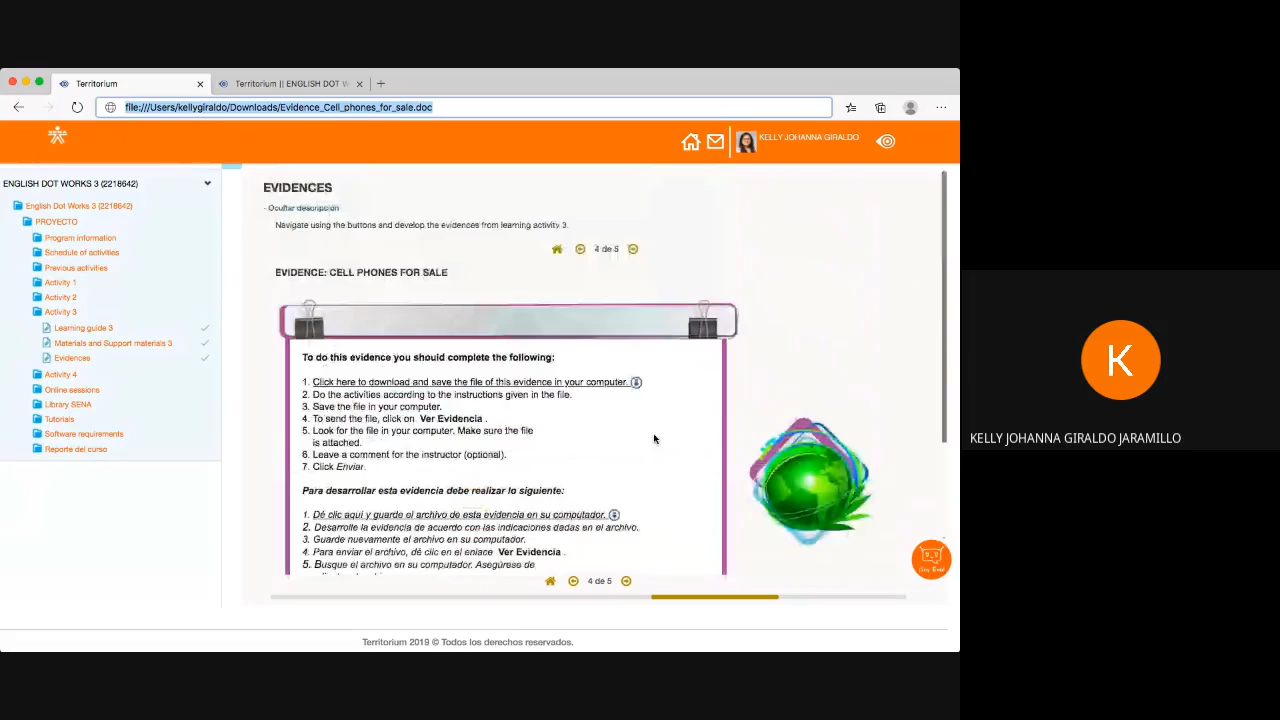 Territorium
Territorium || ENGLISH DOT W
file:///Users/kellygiraldo/Downloads/Evidence_Cell_phones_for_sale.doc
KELLY JOHANNA GIRALDO
ENGLISH DOT WORKS 3 (2218642)
English Dot Works 3 (2218642)
PROYECTO
Program information
Schedule of activities
Previous activities
Activity 1
Activity 2
Activity 3
Learning guide 3
Materials and Support materials 3
Evidences
Activity 4
Online sessions
Library SENA
Tutorials
Software requirements
Reporte del curso
EVIDENCES
- Ocultar descripción
Navigate using the buttons and develop the evidences from learning activity 3.
4 de 5
EVIDENCE: CELL PHONES FOR SALE
To do this evidence you should complete the following:
1. Click here to download and save the file of this evidence in your computer.
2. Do the activities according to the instructions given in the file.
3. Save the file in your computer.
4. To send the file, click on Ver Evidencia .
5. Look for the file in your computer. Make sure the file
is attached.
6. Leave a comment for the instructor (optional).
7. Click Enviar.
Para desarrollar esta evidencia debe realizar lo siguiente:
1. Dé clic aquí y guarde el archivo de esta evidencia en su computador.
2. Desarrolle la evidencia de acuerdo con las indicaciones dadas en el archivo.
3. Guarde nuevamente el archivo en su computador.
4. Para enviar el archivo, dé clic en el enlace Ver Evidencia .
5. Busque el archivo en su computador. Asegúrese de
4 de 5
Territorium 2019 © Todos los derechos reservados.
K
KELLY JOHANNA GIRALDO JARAMILLO